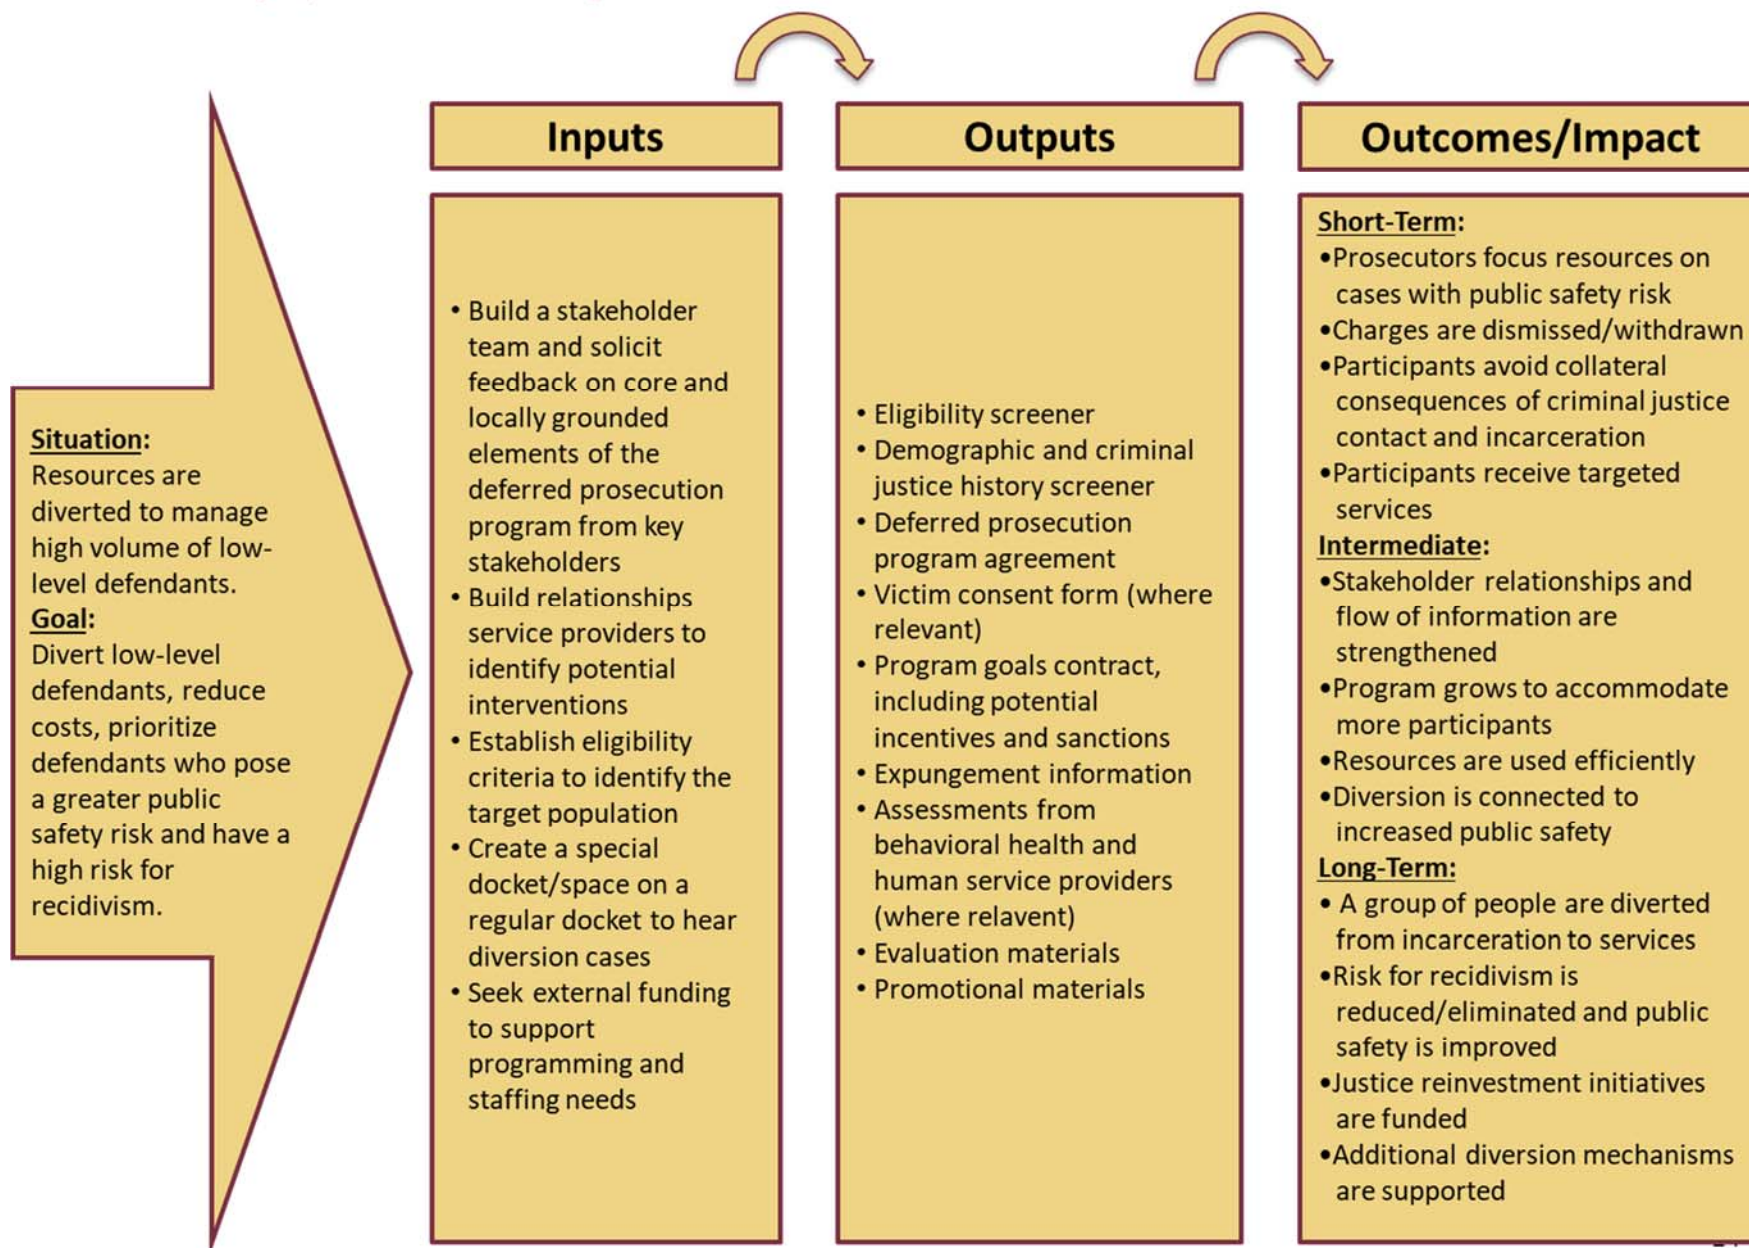 Situation:
Resources are
diverted to manage
high volume of low-
level defendants.
Goal:
Divert low-level
defendants, reduce
costs, prioritize
defendants who pose
a greater public
safety risk and have a
high risk for
recidivism.
Inputs
• Build a stakeholder
team and solicit
feedback on core and
locally grounded
elements of the
deferred prosecution
program from key
stakeholders
• Build relationships
service providers to
identify potential
interventions
• Establish eligibility
criteria to identify the
target population
• Create a special
docket/space on a
regular docket to hear
diversion cases
• Seek external funding
to support
programming and
staffing needs
Outputs
• Eligibility screener
• Demographic and criminal
justice history screener
• Deferred prosecution
program agreement
• Victim consent form (where
relevant)
• Program goals contract,
including potential
incentives and sanctions
• Expungement information
• Assessments from
behavioral health and
human service providers
(where relavent)
• Evaluation materials
• Promotional materials
Outcomes/Impact
Short-Term:
•Prosecutors focus resources on
cases with public safety risk
•Charges are dismissed/withdrawn
•Participants avoid collateral
consequences of criminal justice
contact and incarceration
•Participants receive targeted
services
Intermediate:
•Stakeholder relationships and
flow of information are
strengthened
•Program grows to accommodate
more participants
•Resources are used efficiently
•Diversion is connected to
increased public safety
Long-Term:
• A group of people are diverted
from incarceration to services
•Risk for recidivism is
reduced/eliminated and public
safety is improved
•Justice reinvestment initiatives
are funded
•Additional diversion mechanisms
are supported